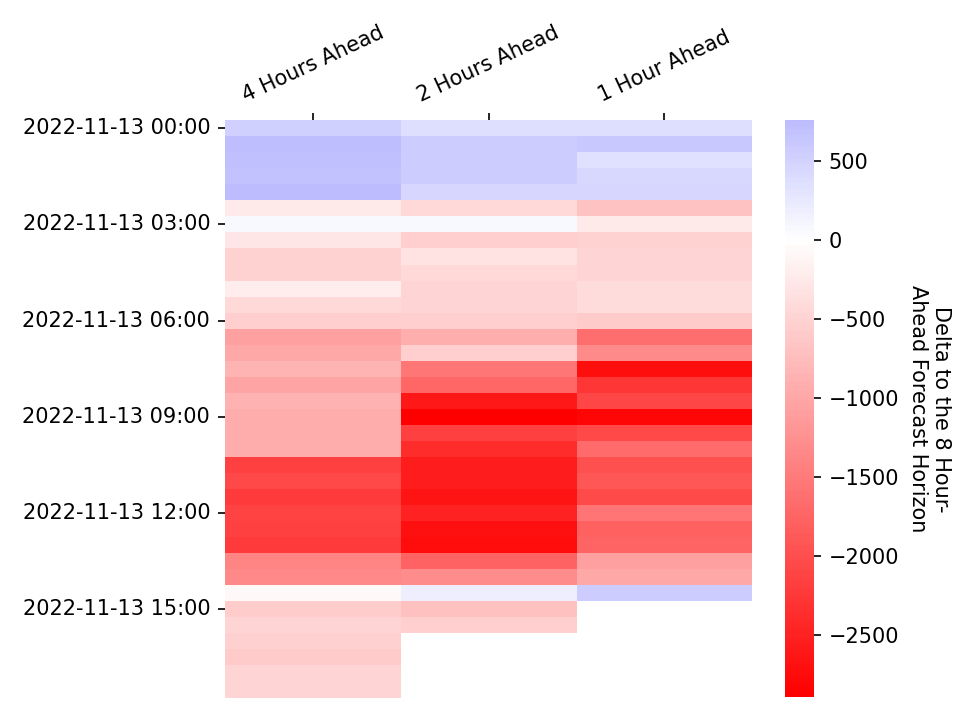 4 Hours Ahead
2 Hours Ahead
1 Hour Ahead
2022-11-13 00:00
2022-11-13 03:00
2022-11-13 06:00
2022-11-13 09:00
2022-11-13 12:00
2022-11-13 15:00
500
0
−500
−1000
−1500
−2000
−2500
Delta to the 8 Hour-
Ahead Forecast Horizon